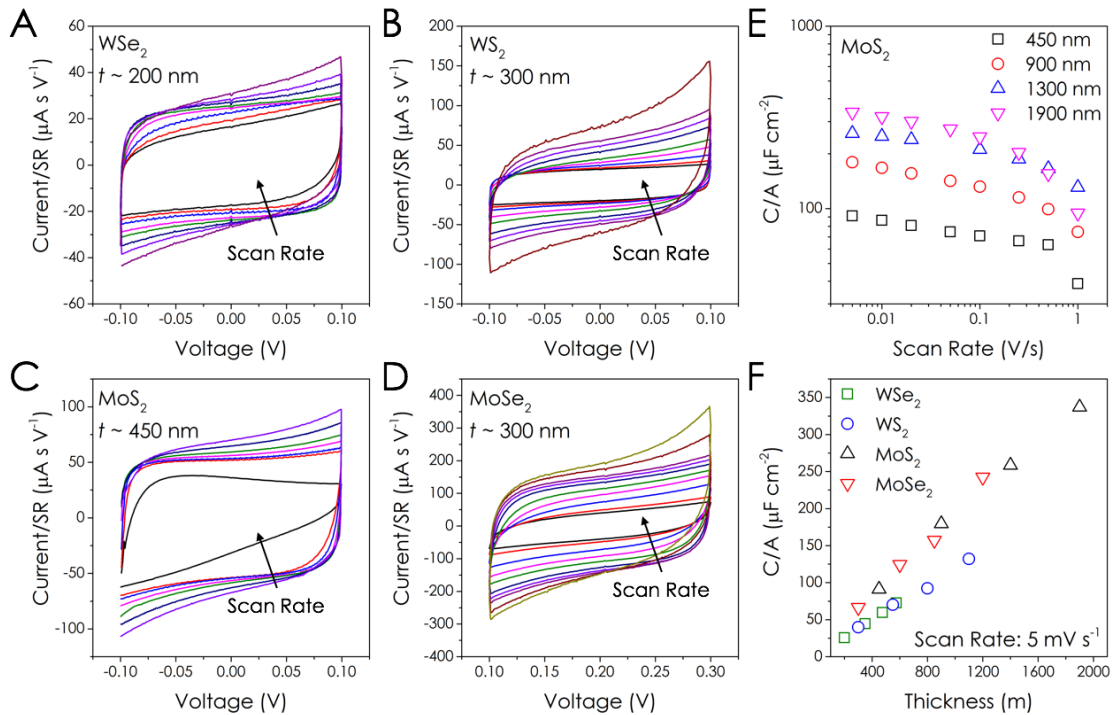 A
WSe₂
t ~ 200 nm
Current/SR (µA s V⁻¹)
60
40
20
0
-20
-40
-60
Scan Rate
-0.10
-0.05
0.00
0.05
0.10
Voltage (V)
B
WS₂
t ~ 300 nm
Current/SR (µA s V⁻¹)
200
150
100
50
0
-50
-100
-150
Scan Rate
-0.10
-0.05
0.00
0.05
0.10
Voltage (V)
E
MoS₂
450 nm
900 nm
1300 nm
1900 nm
C/A (µF cm⁻²)
1000
100
0.01
0.1
1
Scan Rate (V/s)
C
MoS₂
t ~ 450 nm
Current/SR (µA s V⁻¹)
100
50
0
-50
-100
Scan Rate
-0.10
-0.05
0.00
0.05
0.10
Voltage (V)
D
MoSe₂
t ~ 300 nm
Current/SR (µA s V⁻¹)
400
300
200
100
0
-100
200
300
400
Scan Rate
0.10
0.15
0.20
0.25
0.30
Voltage (V)
F
WSe₂
WS₂
MoS₂
MoSe₂
C/A (µF cm⁻²)
350
300
250
200
150
100
50
0
Scan Rate: 5 mV s⁻¹
400
800
1200
1600
2000
Thickness (m)